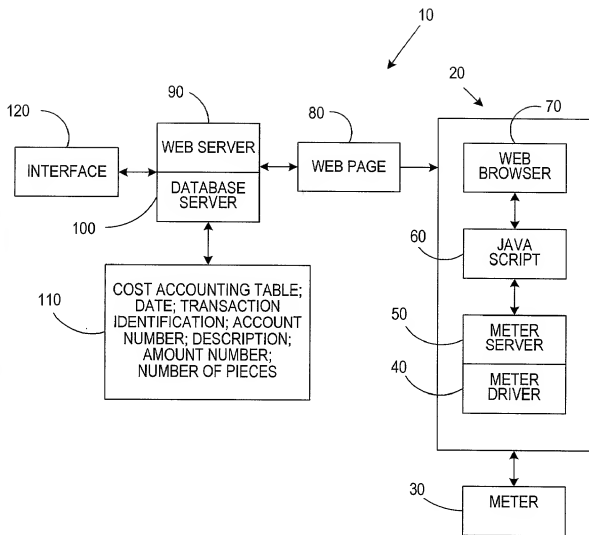 10
20
90
70
120
80
WEB SERVER
INTERFACE
WEB PAGE
WEB
BROWSER
DATABASE
SERVER
100
60
JAVA
SCRIPT
110
COST ACCOUNTING TABLE;
DATE; TRANSACTION
IDENTIFICATION; ACCOUNT
NUMBER; DESCRIPTION;
AMOUNT NUMBER;
NUMBER OF PIECES
50
METER
SERVER
40
METER
DRIVER
30
METER